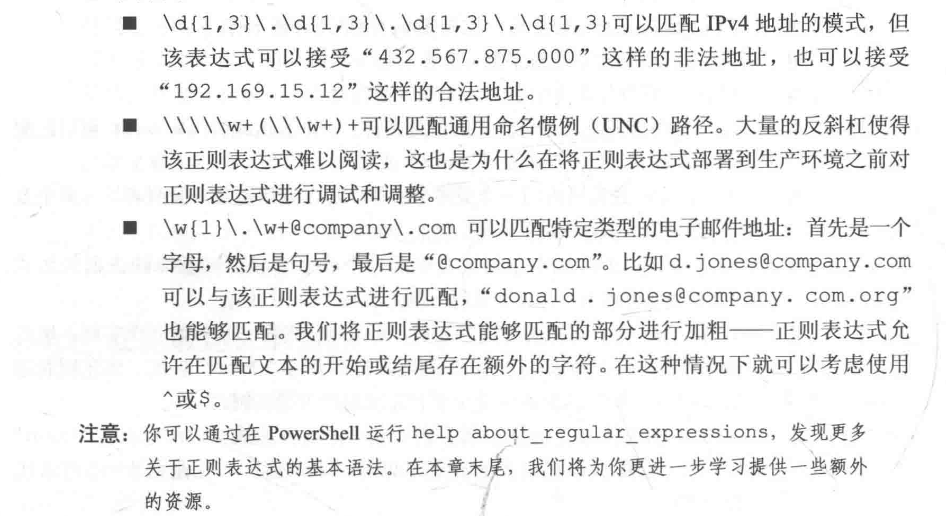 ■ \d{1,3}\.\d{1,3}\.\d{1,3}\.\d{1,3}可以匹配 IPv4 地址的模式，但
该表达式可以接受“432.567.875.000”这样的非法地址，也可以接受
“192.169.15.12”这样的合法地址。
■ \\\\\w+(\\\w+)+可以匹配通用命名惯例（UNC）路径。大量的反斜杠使得
该正则表达式难以阅读，这也是为什么在将正则表达式部署到生产环境之前对
正则表达式进行调试和调整。
■ \w{1}\.\w+@company\.com 可以匹配特定类型的电子邮件地址：首先是一个
字母，然后是句号，最后是“@company.com”。比如 d.jones@company.com
可以与该正则表达式进行匹配，“donald. jones@company. com.org”
也能够匹配。我们将正则表达式能够匹配的部分进行加粗——正则表达式允
许在匹配文本的开始或结尾存在额外的字符。在这种情况下就可以考虑使用
^或$。
注意：你可以通过在 PowerShell 运行 help about_regular_expressions，发现更多
关于正则表达式的基本语法。在本章末尾，我们将为你更进一步学习提供一些额外
的资源。